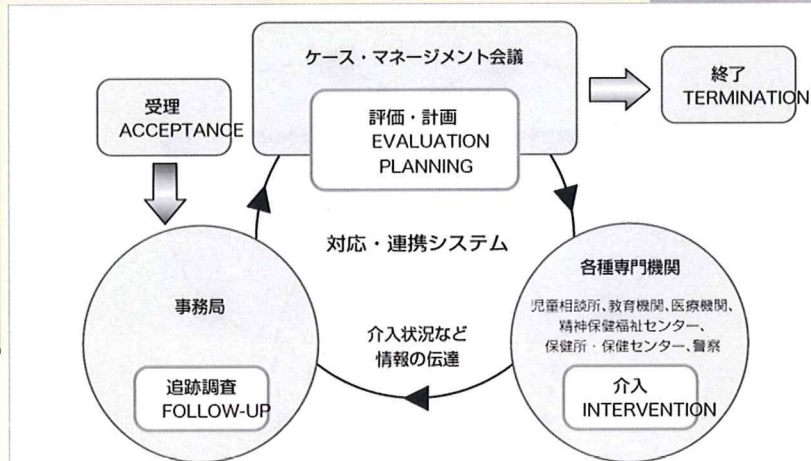 ケース・マネージメント会議
評価・計画
EVALUATION
PLANNING
終了
TERMINATION
受理
ACCEPTANCE
対応・連携システム
事務局
追跡調査
FOLLOW-UP
介入状況など
情報の伝達
各種専門機関
児童相談所、教育機関、医療機関、
精神保健福祉センター、
保健所・保健センター、警察
介入
INTERVENTION